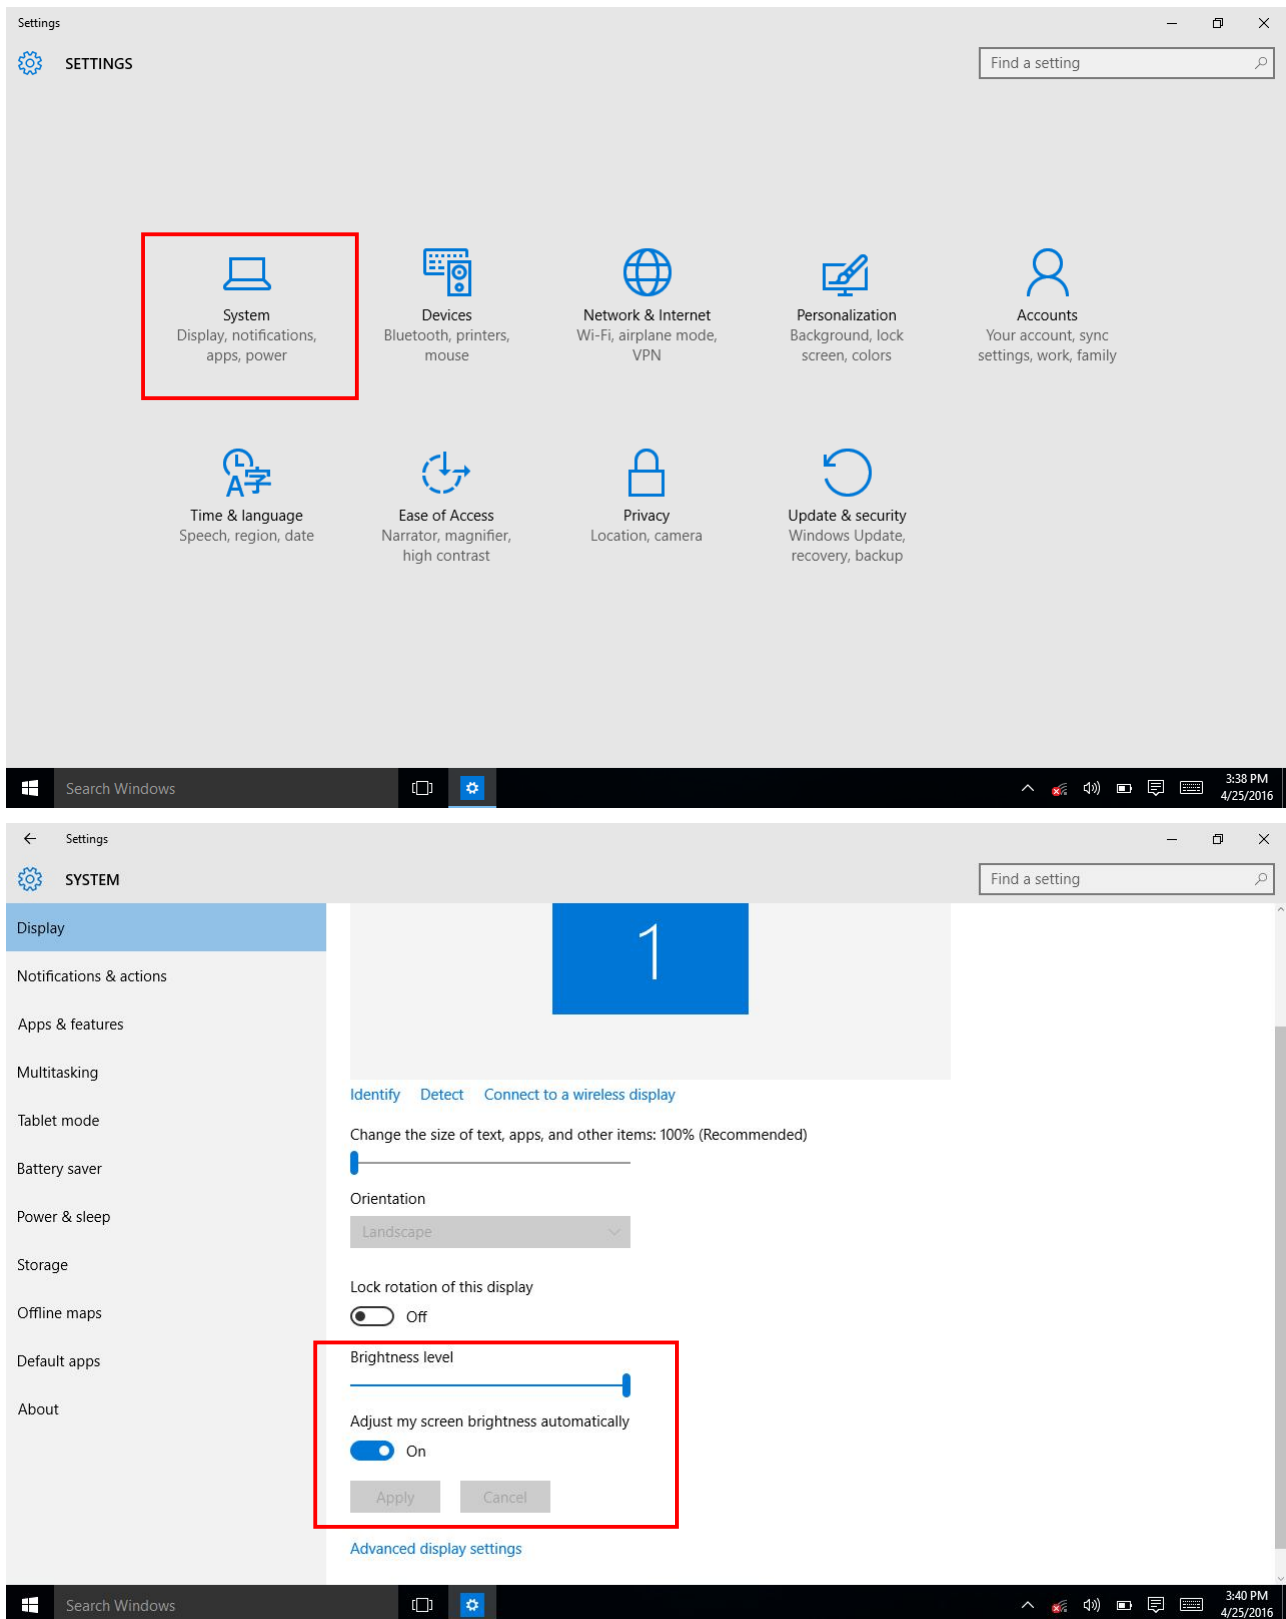 Settings
SETTINGS
Find a setting
System
Display, notifications,
apps, power
Devices
Bluetooth, printers,
mouse
Network & Internet
Wi-Fi, airplane mode,
VPN
Personalization
Background, lock
screen, colors
Accounts
Your account, sync
settings, work, family
Time & language
Speech, region, date
Ease of Access
Narrator, magnifier,
high contrast
Privacy
Location, camera
Update & security
Windows Update,
recovery, backup
Search Windows
3:38 PM
4/25/2016
Settings
SYSTEM
Find a setting
Display
Notifications & actions
Apps & features
Multitasking
Tablet mode
Battery saver
Power & sleep
Storage
Offline maps
Default apps
About
1
Identify Detect Connect to a wireless display
Change the size of text, apps, and other items: 100% (Recommended)
Orientation
Landscape
Lock rotation of this display
Off
Brightness level
Adjust my screen brightness automatically
On
Apply Cancel
Advanced display settings
Search Windows
3:40 PM
4/25/2016